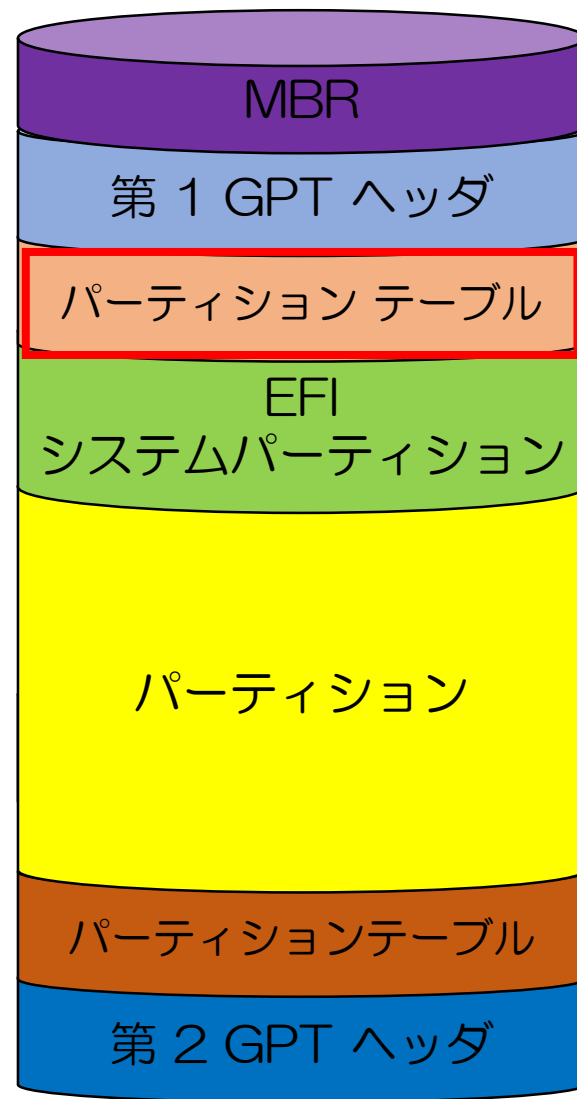 MBR
第 1 GPT ヘッダ
パーティション テーブル
EFI
システムパーティション
パーティション
パーティションテーブル
第 2 GPT ヘッダ